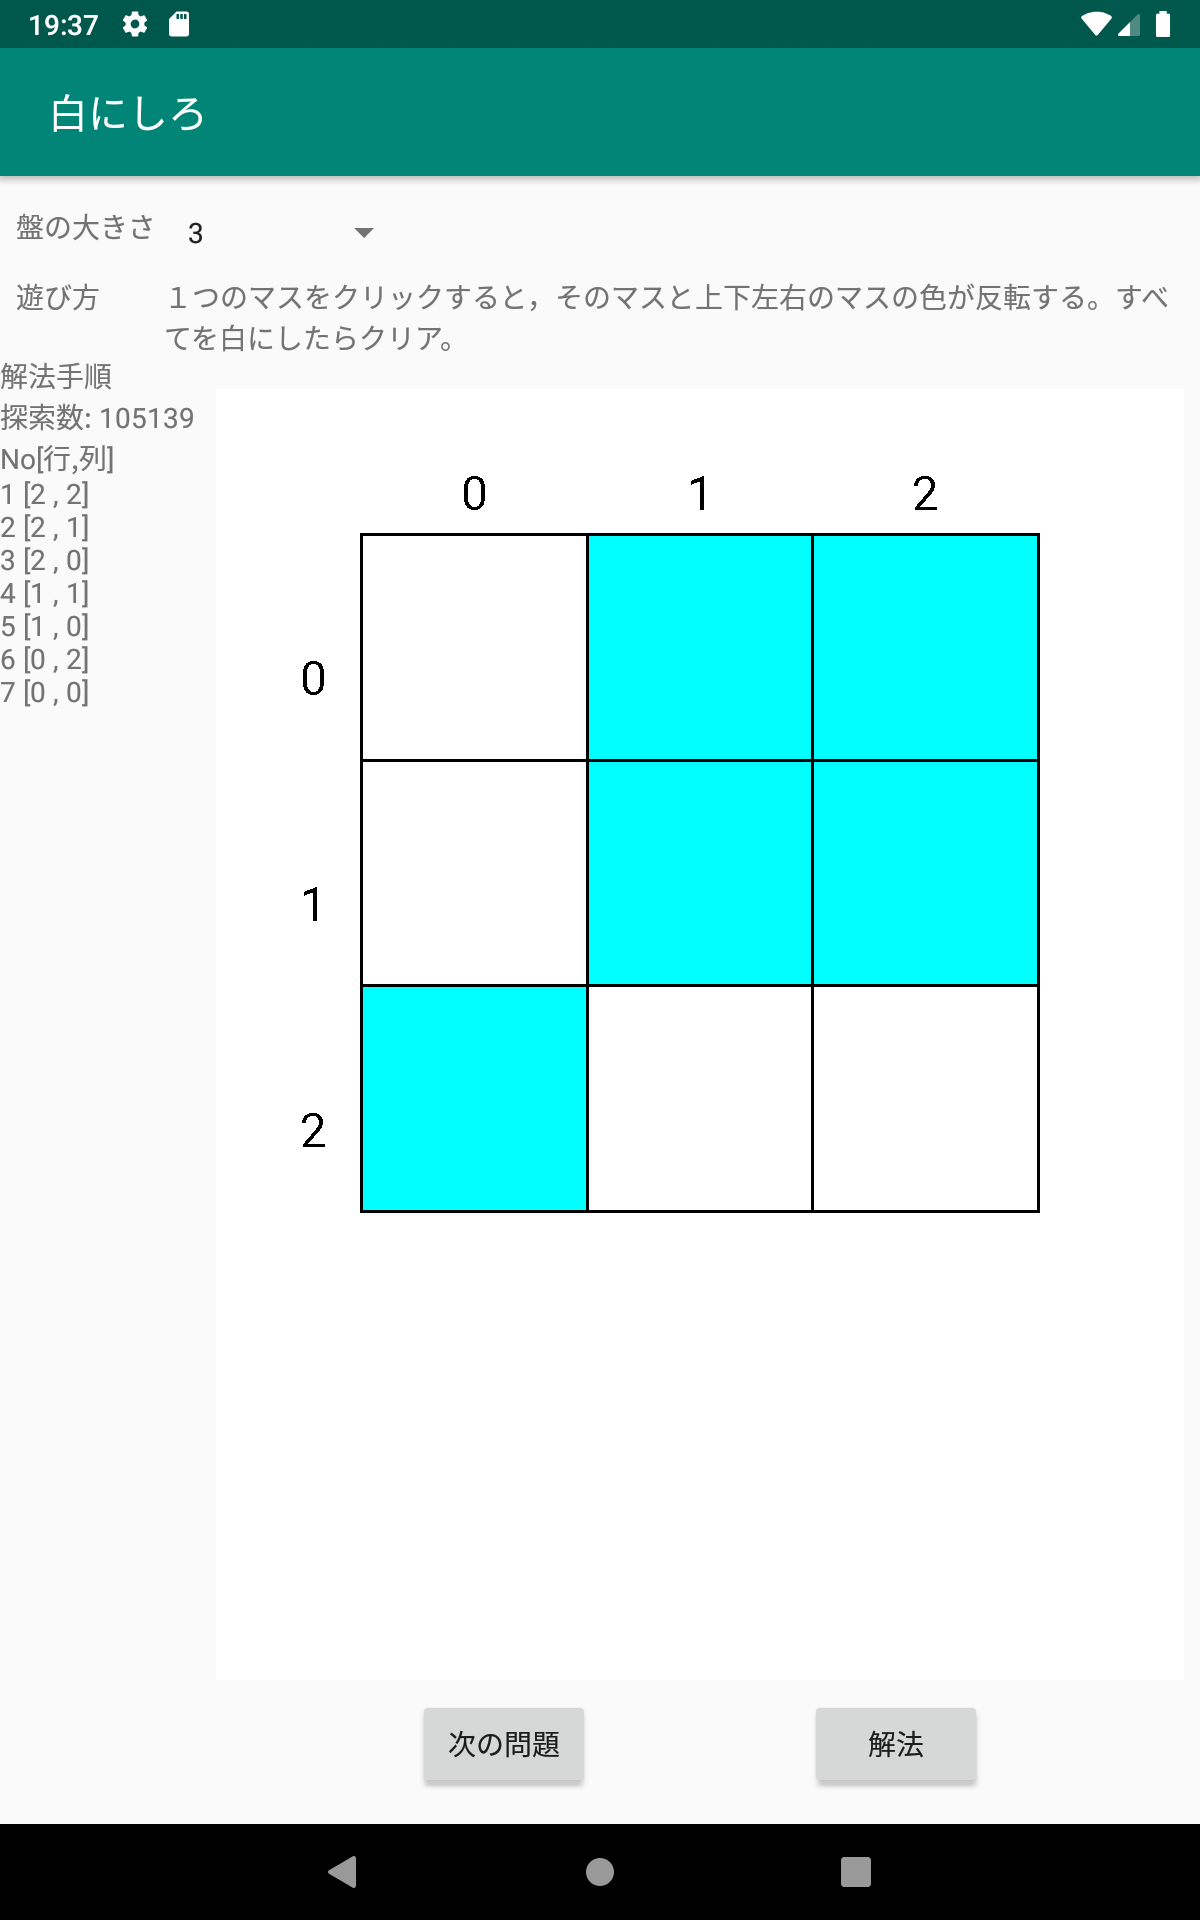 19:37
白にしろ
盤の大きさ 3
遊び方 １つのマスをクリックすると，そのマスと上下左右のマスの色が反転する。すべ
てを白にしたらクリア。
解法手順
探索数: 105139
No[行,列]
1 [2 , 2]
2 [2 , 1]
3 [2 , 0]
4 [1 , 1]
5 [1 , 0]
6 [0 , 2]
7 [0 , 0]
0 1 2
0
1
2
次の問題 解法